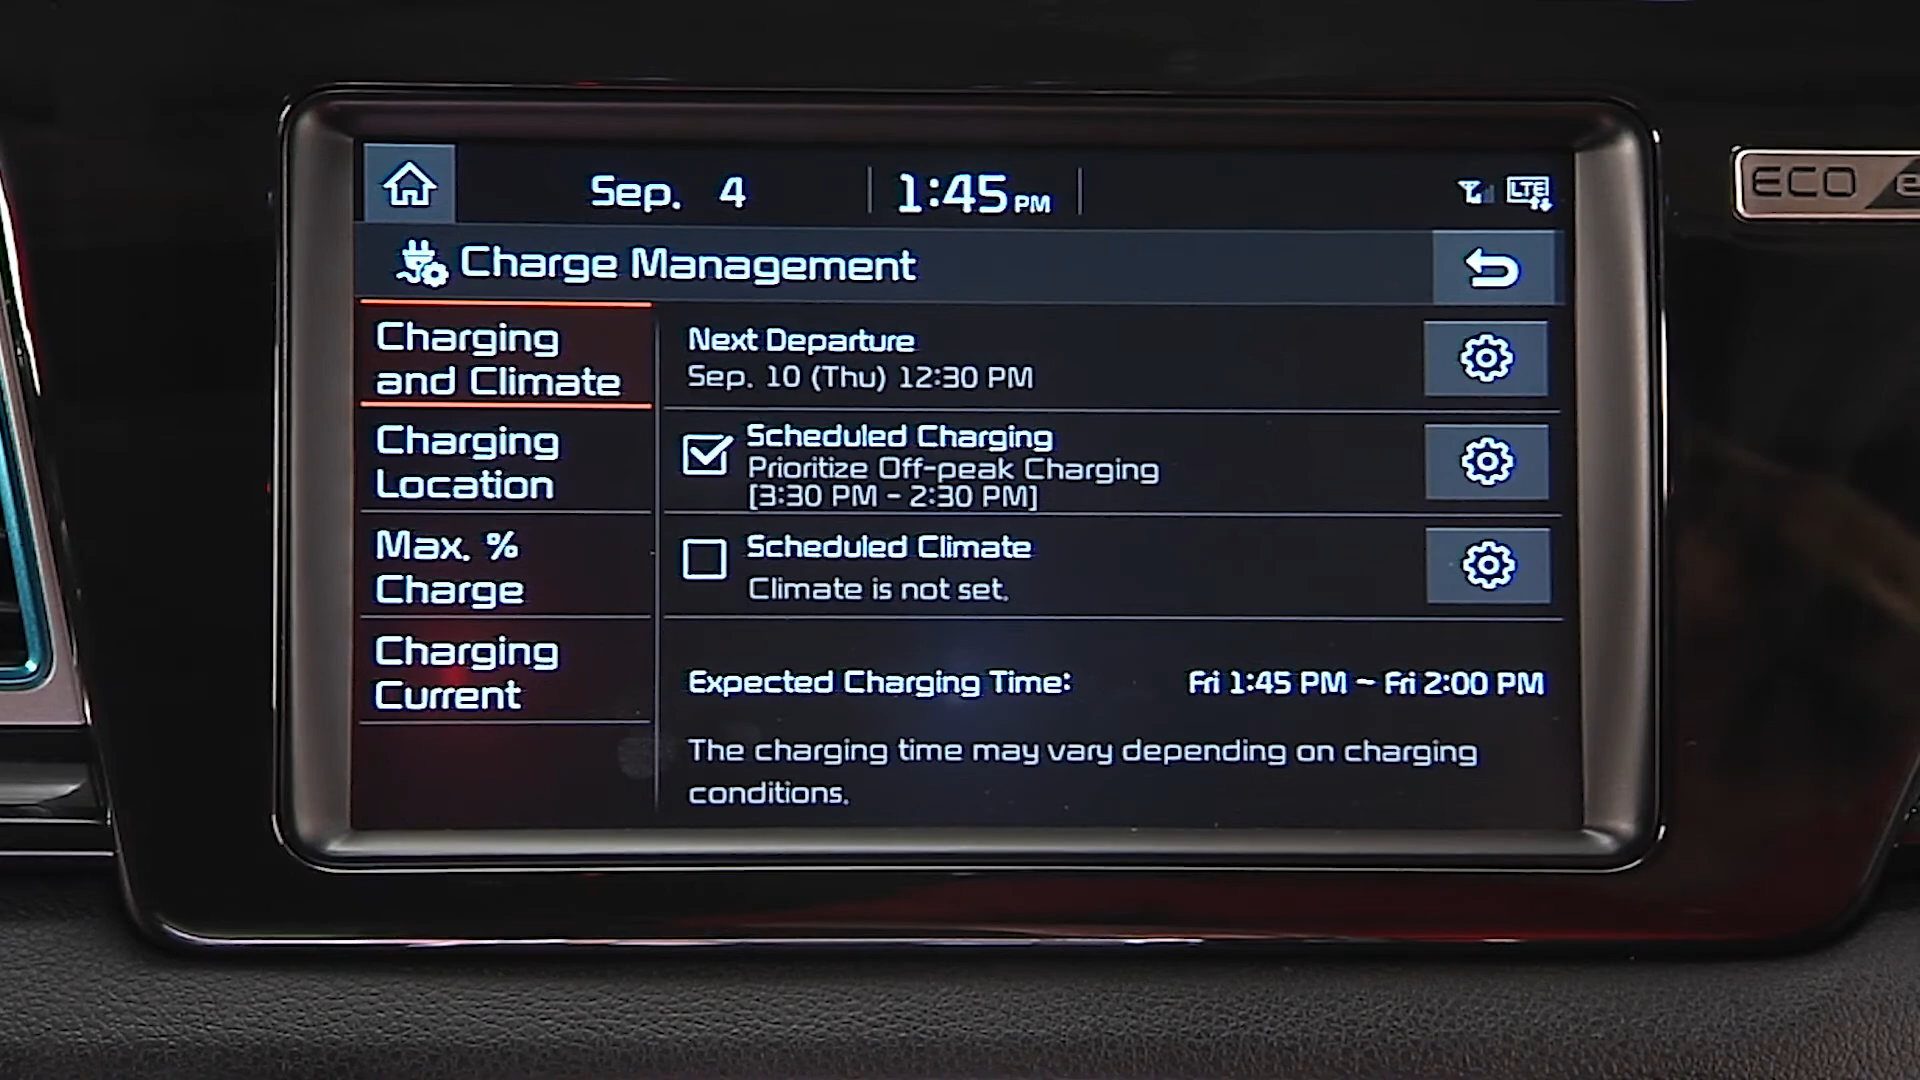 Sep. 4 1:45 PM LTE
ECO
Charge Management
Charging
and Climate
Charging
Location
Max. %
Charge
Charging
Current
Next Departure
Sep. 10 (Thu) 12:30 PM
Scheduled Charging
Prioritize Off-peak Charging
[3:30 PM - 2:30 PM]
Scheduled Climate
Climate is not set.
Expected Charging Time: Fri 1:45 PM ~ Fri 2:00 PM
The charging time may vary depending on charging
conditions.